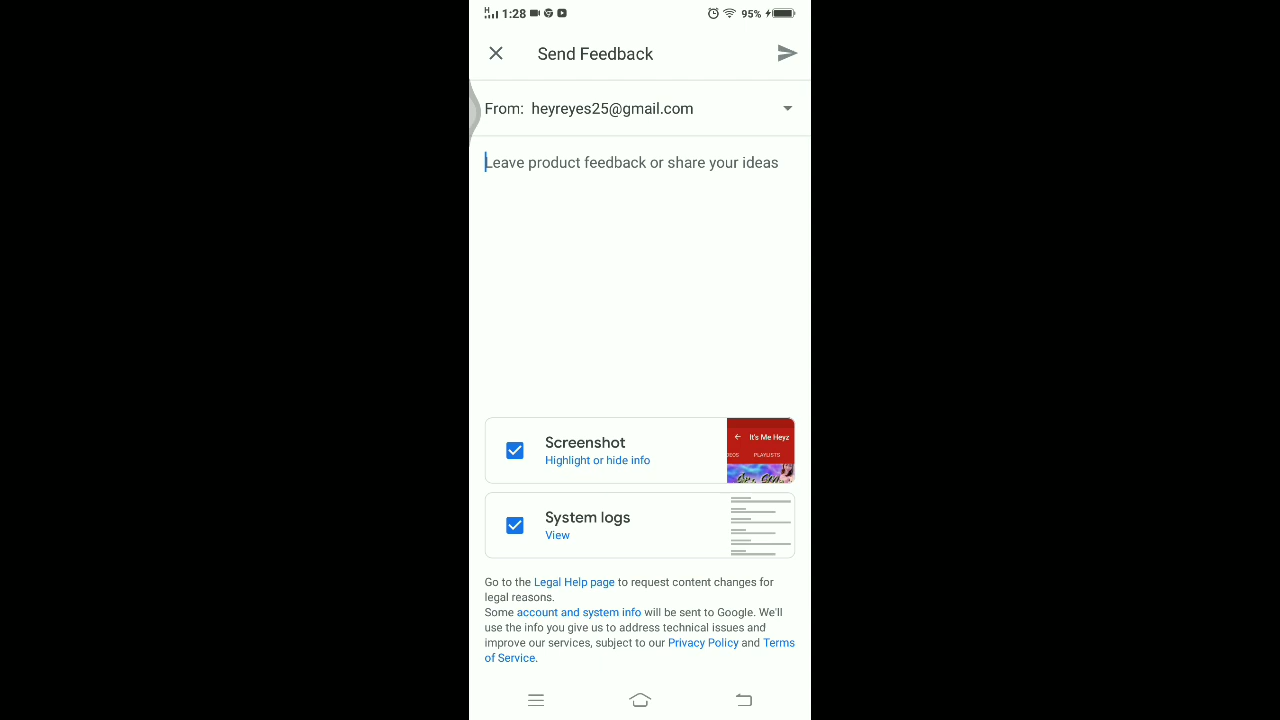 H 1:28 95%
Send Feedback
From: heyreyes25@gmail.com
Leave product feedback or share your ideas
Screenshot
Highlight or hide info
It's Me Heyz
DEOS PLAYLISTS
System logs
View
Go to the Legal Help page to request content changes for
legal reasons.
Some account and system info will be sent to Google. We'll
use the info you give us to address technical issues and
improve our services, subject to our Privacy Policy and Terms
of Service.